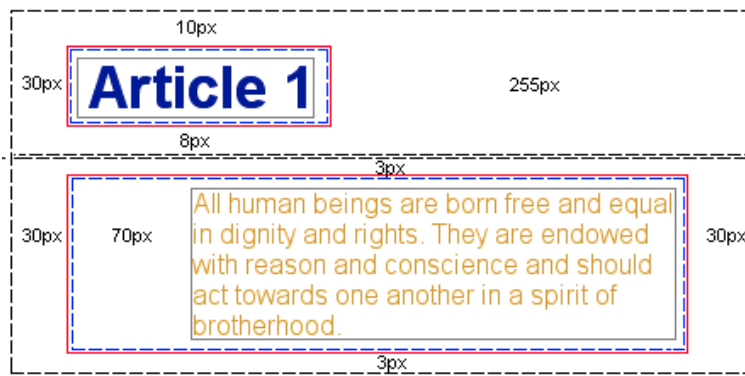 10px
30px
Article 1
255px
8px
3px
30px
70px
All human beings are born free and equal
in dignity and rights. They are endowed
with reason and conscience and should
act towards one another in a spirit of
brotherhood.
30px
3px